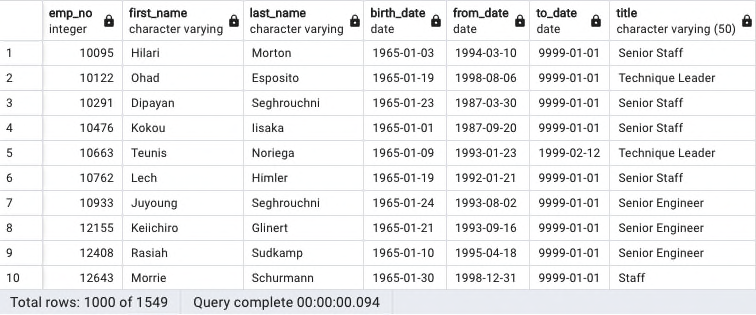 emp_no first_name last_name birth_date from_date to_date title
integer character varying character varying date date date character varying (50)
1 10095 Hilari Morton 1965-01-03 1994-03-10 9999-01-01 Senior Staff
2 10122 Ohad Esposito 1965-01-19 1998-08-06 9999-01-01 Technique Leader
3 10291 Dipayan Seghrouchni 1965-01-23 1987-03-30 9999-01-01 Senior Staff
4 10476 Kokou Iisaka 1965-01-01 1987-09-20 9999-01-01 Senior Staff
5 10663 Teunis Noriega 1965-01-09 1993-01-23 1999-02-12 Technique Leader
6 10762 Lech Himler 1965-01-19 1992-01-21 9999-01-01 Senior Staff
7 10933 Juyoung Seghrouchni 1965-01-24 1993-08-02 9999-01-01 Senior Engineer
8 12155 Keiichiro Glinert 1965-01-21 1993-09-16 9999-01-01 Senior Engineer
9 12408 Rasiah Sudkamp 1965-01-10 1995-04-18 9999-01-01 Senior Engineer
10 12643 Morrie Schurmann 1965-01-30 1998-12-31 9999-01-01 Staff
Total rows: 1000 of 1549 Query complete 00:00:00.094